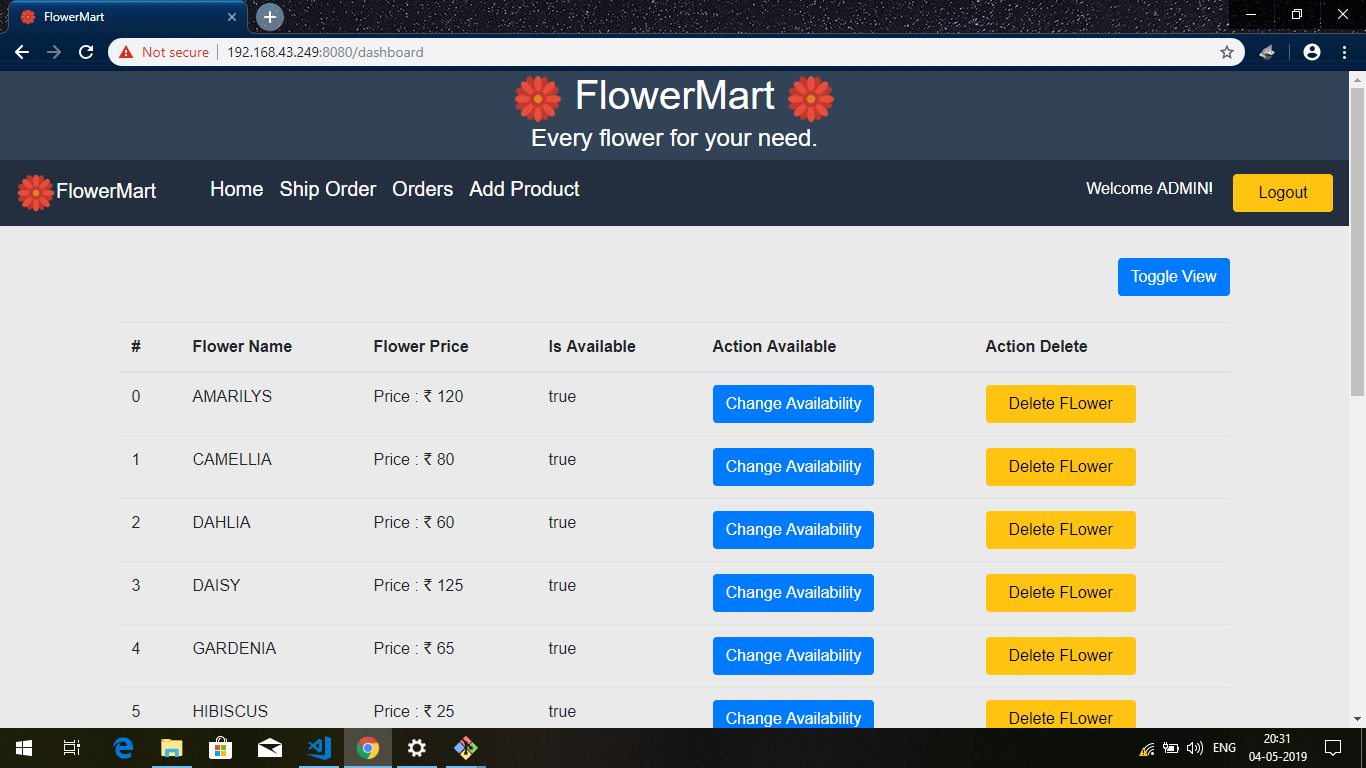 FlowerMart
Not secure 192.168.43.249:8080/dashboard
FlowerMart
Every flower for your need.
FlowerMart Home Ship Order Orders Add Product Welcome ADMIN! Logout
Toggle View
# Flower Name Flower Price Is Available Action Available Action Delete
0 AMARILYS Price : ₹ 120 true Change Availability Delete FLower
1 CAMELLIA Price : ₹ 80 true Change Availability Delete FLower
2 DAHLIA Price : ₹ 60 true Change Availability Delete FLower
3 DAISY Price : ₹ 125 true Change Availability Delete FLower
4 GARDENIA Price : ₹ 65 true Change Availability Delete FLower
5 HIBISCUS Price : ₹ 25 true Change Availability Delete FLower
ENG 20:31
04-05-2019